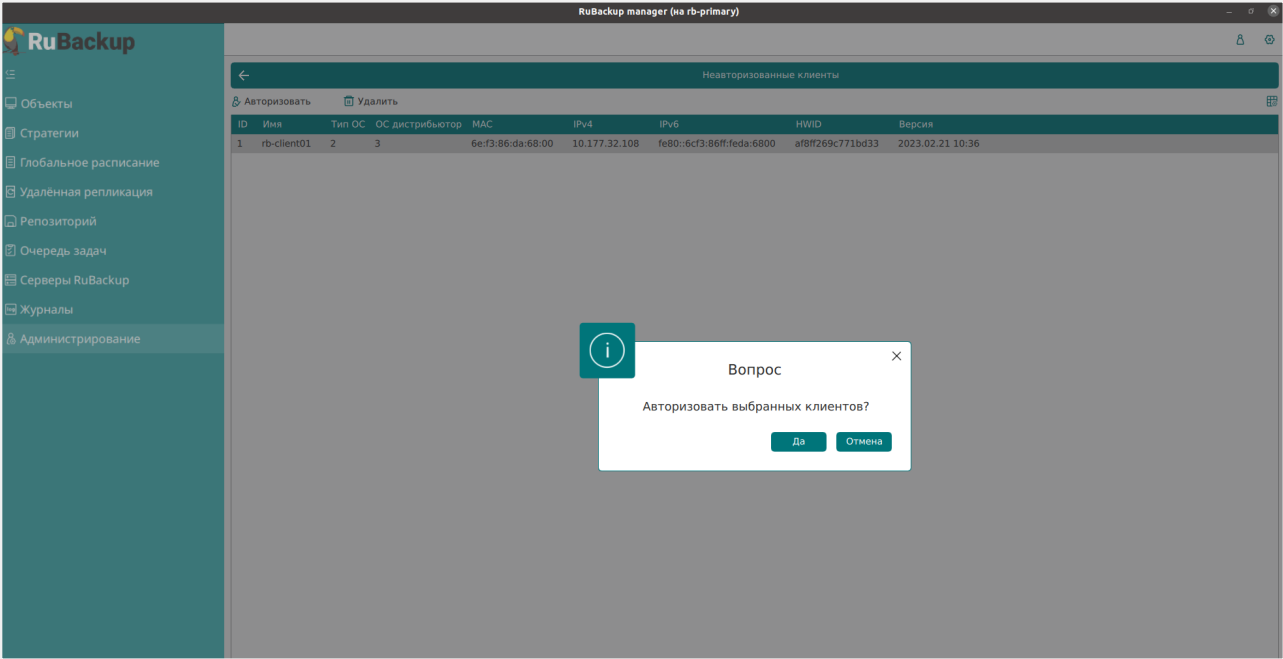 RuBackup manager (на rb-primary)
RuBackup
Неавторизованные клиенты
Объекты
Авторизовать Удалить
ID Имя Тип ОС ОС дистрибьютор MAC IPv4 IPv6 HWID Версия
1 rb-client01 2 3 6e:f3:86:da:68:00 10.177.32.108 fe80::6cf3:86ff:feda:6800 af8ff269c771bd33 2023.02.21 10:36
Стратегии
Глобальное расписание
Удалённая репликация
Репозиторий
Очередь задач
Серверы RuBackup
Журналы
Администрирование
Вопрос
Авторизовать выбранных клиентов?
Да Отмена